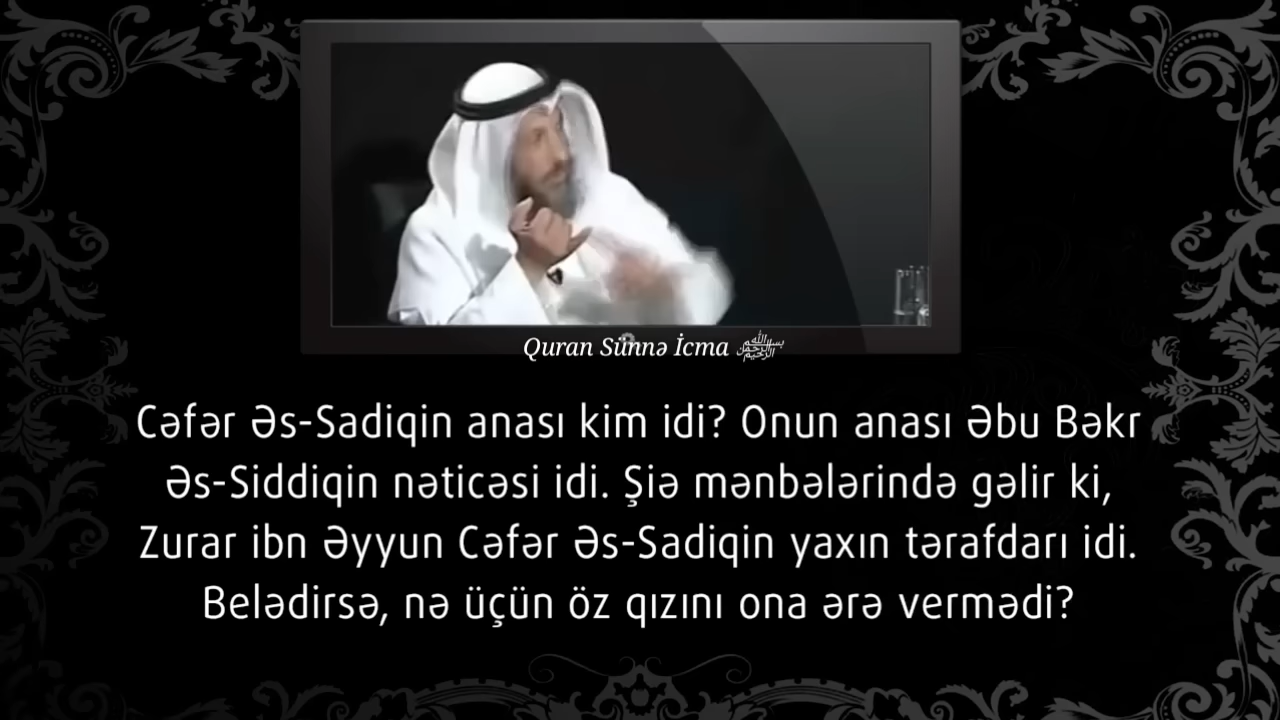 Quran Sünnə İcma ﷽
Cəfər Əs-Sadiqin anası kim idi? Onun anası Əbu Bəkr
Əs-Siddiqin nəticəsi idi. Şiə mənbələrində gəlir ki,
Zurar ibn Əyyun Cəfər Əs-Sadiqin yaxın tərafdarı idi.
Belədirsə, nə üçün öz qızını ona ərə vermədi?